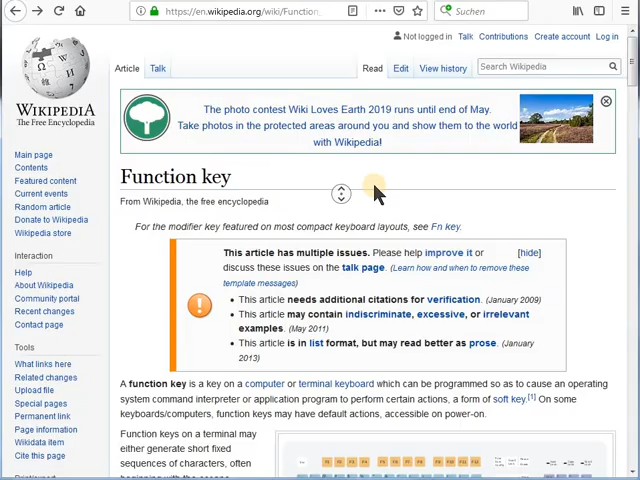 https://en.wikipedia.org/wiki/Function_
Suchen
Not logged in Talk Contributions Create account Log in
Article Talk Read Edit View history Search Wikipedia
WIKIPEDIA
The Free Encyclopedia
Main page
Contents
Featured content
Current events
Random article
Donate to Wikipedia
Wikipedia store
Interaction
Help
About Wikipedia
Community portal
Recent changes
Contact page
Tools
What links here
Related changes
Upload file
Special pages
Permanent link
Page information
Wikidata item
Cite this page
The photo contest Wiki Loves Earth 2019 runs until end of May.
Take photos in the protected areas around you and show them to the world
with Wikipedia!
Function key
From Wikipedia, the free encyclopedia
For the modifier key featured on most compact keyboard layouts, see Fn key.
This article has multiple issues. Please help improve it or [hide]
discuss these issues on the talk page. (Learn how and when to remove these
template messages)
• This article needs additional citations for verification. (January 2009)
• This article may contain indiscriminate, excessive, or irrelevant
examples. (May 2011)
• This article is in list format, but may read better as prose. (January
2013)
A function key is a key on a computer or terminal keyboard which can be programmed so as to cause an operating
system command interpreter or application program to perform certain actions, a form of soft key.[1] On some
keyboards/computers, function keys may have default actions, accessible on power-on.
Function keys on a terminal may
either generate short fixed
sequences of characters, often